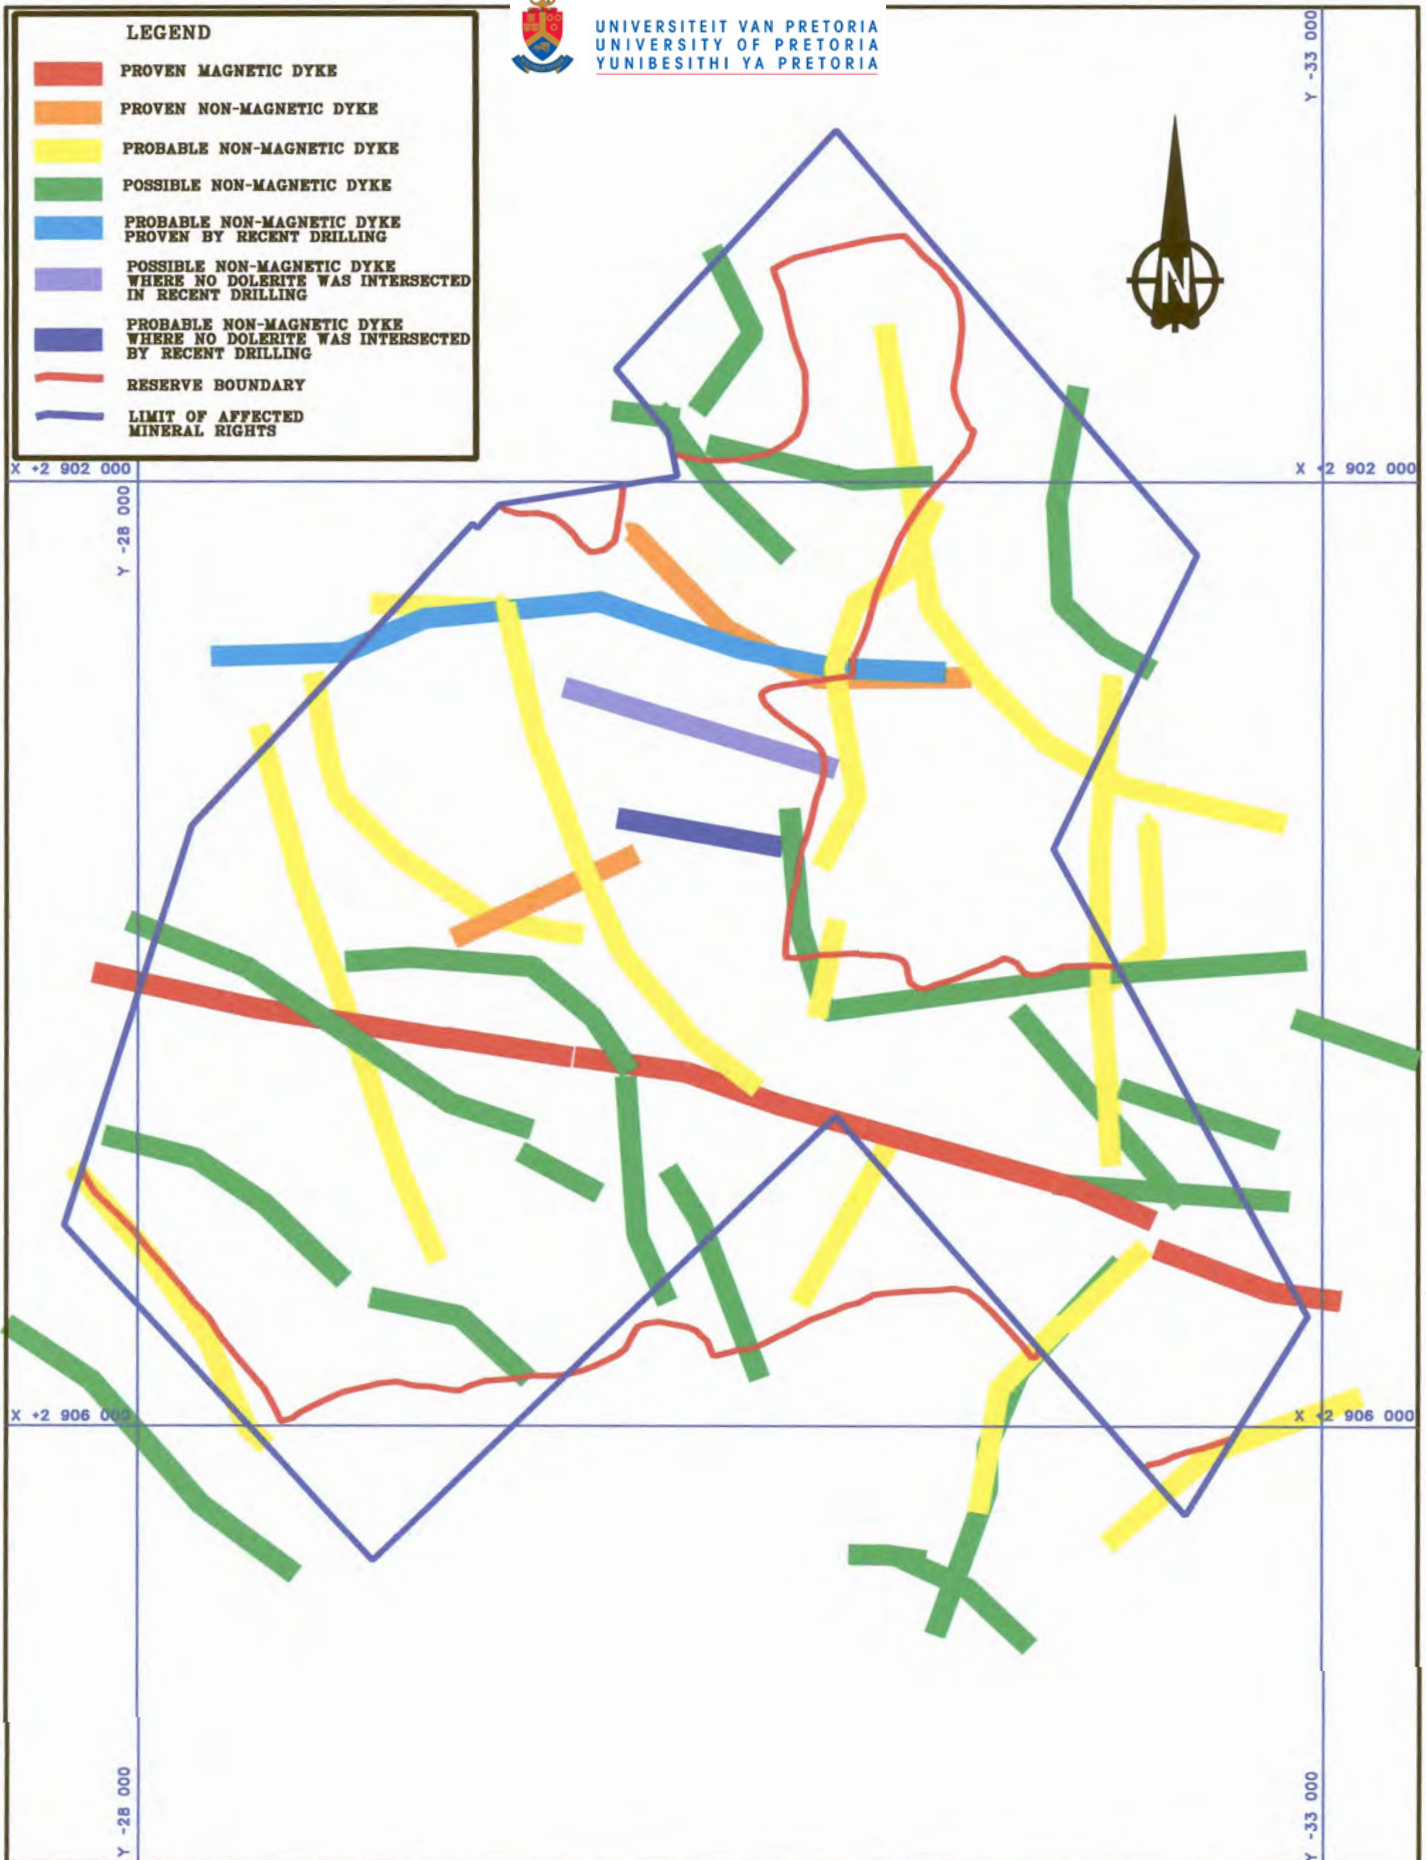 UNIVERSITEIT VAN PRETORIA
UNIVERSITY OF PRETORIA
YUNIBESITHI YA PRETORIA
LEGEND
PROVEN MAGNETIC DYKE
PROVEN NON-MAGNETIC DYKE
PROBABLE NON-MAGNETIC DYKE
POSSIBLE NON-MAGNETIC DYKE
PROBABLE NON-MAGNETIC DYKE
PROVEN BY RECENT DRILLING
POSSIBLE NON-MAGNETIC DYKE
WHERE NO DOLERITE WAS INTERSECTED
IN RECENT DRILLING
PROBABLE NON-MAGNETIC DYKE
WHERE NO DOLERITE WAS INTERSECTED
BY RECENT DRILLING
RESERVE BOUNDARY
LIMIT OF AFFECTED
MINERAL RIGHTS
Y -33 000
N
X +2 902 000
X +2 902 000
Y -28 000
X +2 906 000
X +2 906 000
Y -28 000
Y -33 000